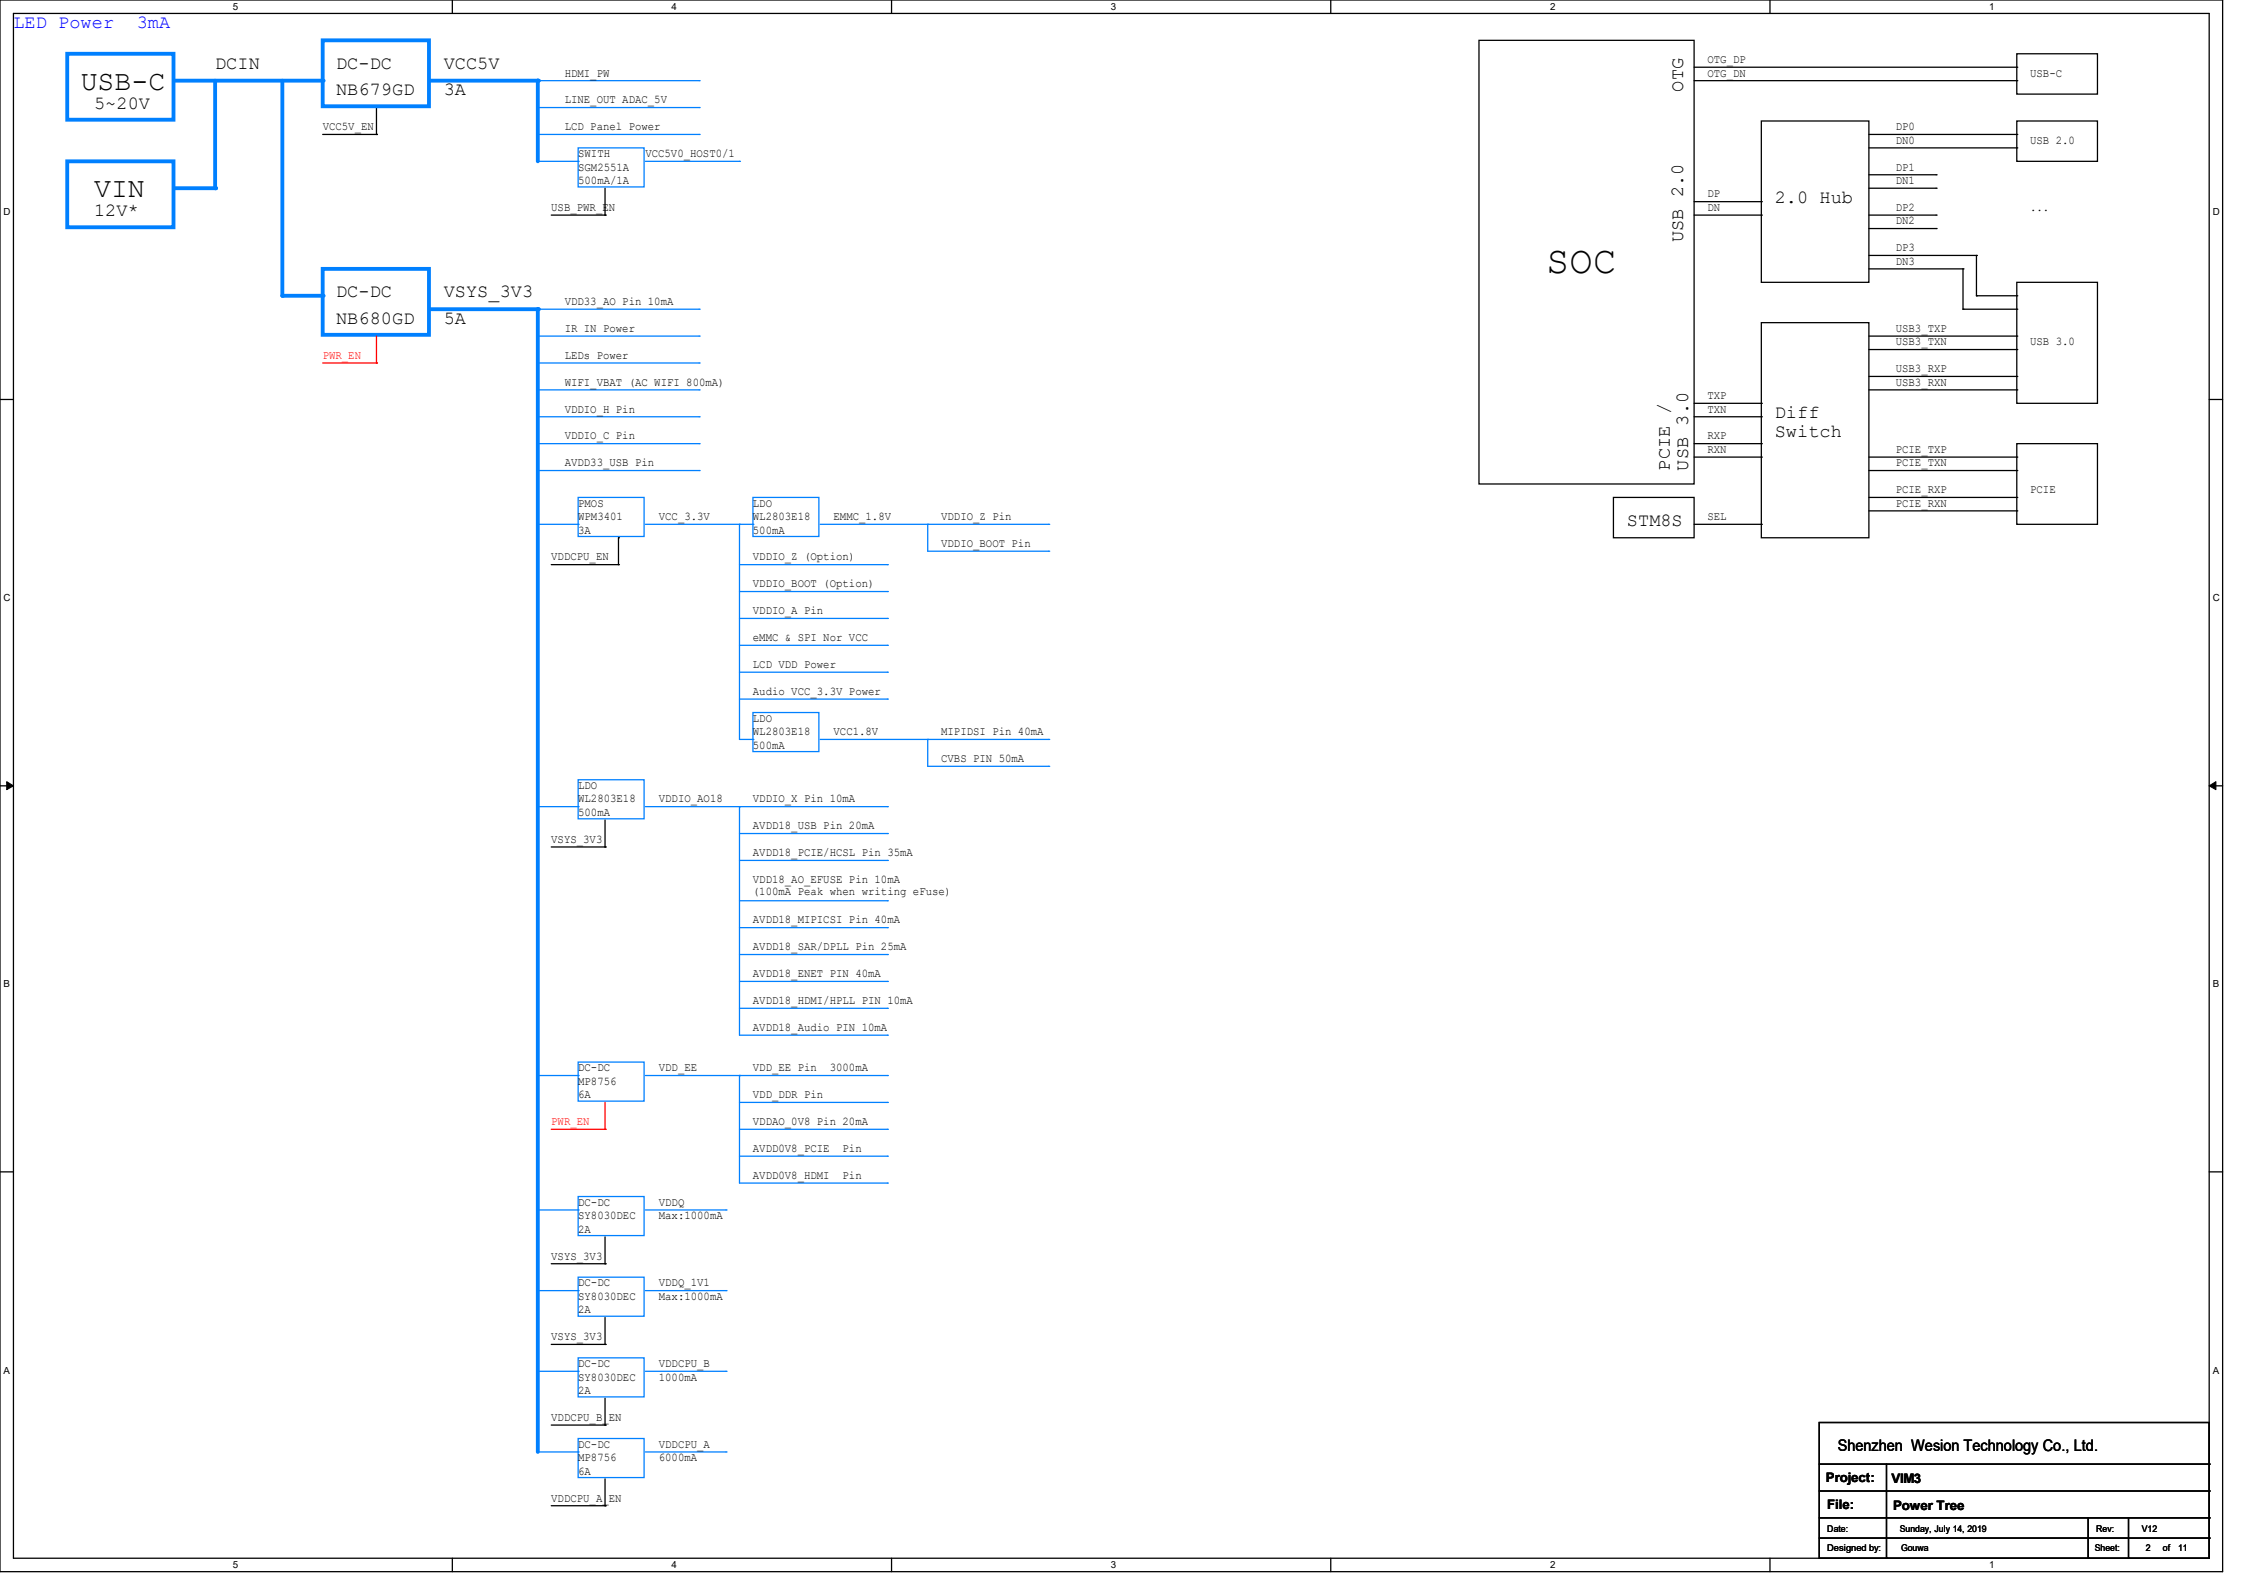 5 4 3 2 1
LED Power  3mA
USB-C
5~20V
DCIN
VIN
12V*
DC-DC
NB679GD
VCC5V
3A
VCC5V_EN
HDMI_PW
LINE_OUT ADAC_5V
LCD Panel Power
SWITH
SGM2551A
500mA/1A
VCC5V0_HOST0/1
USB_PWR_EN
DC-DC
NB680GD
VSYS_3V3
5A
PWR_EN
VDD33_AO Pin 10mA
IR IN Power
LEDs Power
WIFI_VBAT (AC WIFI 800mA)
VDDIO_H Pin
VDDIO_C Pin
AVDD33_USB Pin
PMOS
WPM3401
3A
VCC_3.3V
VDDCPU_EN
LDO
WL2803E18
500mA
EMMC_1.8V
VDDIO_Z Pin
VDDIO_BOOT Pin
VDDIO_Z (Option)
VDDIO_BOOT (Option)
VDDIO_A Pin
eMMC & SPI Nor VCC
LCD VDD Power
Audio VCC_3.3V Power
LDO
WL2803E18
500mA
VCC1.8V
MIPIDSI Pin 40mA
CVBS PIN 50mA
LDO
WL2803E18
500mA
VDDIO_AO18
VSYS_3V3
VDDIO_X Pin 10mA
AVDD18_USB Pin 20mA
AVDD18_PCIE/HCSL Pin 35mA
VDD18_AO_EFUSE Pin 10mA
(100mA Peak when writing eFuse)
AVDD18_MIPICSI Pin 40mA
AVDD18_SAR/DPLL Pin 25mA
AVDD18_ENET PIN 40mA
AVDD18_HDMI/HPLL PIN 10mA
AVDD18_Audio PIN 10mA
DC-DC
MP8756
6A
VDD_EE
PWR_EN
VDD_EE Pin  3000mA
VDD_DDR Pin
VDDAO_0V8 Pin 20mA
AVDD0V8_PCIE  Pin
AVDD0V8_HDMI  Pin
DC-DC
SY8030DEC
2A
VDDQ
Max:1000mA
VSYS_3V3
DC-DC
SY8030DEC
2A
VDDQ_1V1
Max:1000mA
VSYS_3V3
DC-DC
SY8030DEC
2A
VDDCPU_B
1000mA
VDDCPU_B_EN
DC-DC
MP8756
6A
VDDCPU_A
6000mA
VDDCPU_A_EN
SOC
OTG
USB 2.0
PCIE /
USB 3.0
OTG_DP
OTG_DN
USB-C
DP
DN
2.0 Hub
DP0
DN0
USB 2.0
DP1
DN1
DP2
DN2
...
DP3
DN3
USB 3.0
TXP
TXN
RXP
RXN
Diff
Switch
USB3_TXP
USB3_TXN
USB3_RXP
USB3_RXN
PCIE_TXP
PCIE_TXN
PCIE_RXP
PCIE_RXN
PCIE
STM8S
SEL
D D
C C
B B
A A
Shenzhen  Wesion Technology Co., Ltd.
Project: VIM3
File: Power Tree
Date: Sunday, July 14, 2019 Rev: V12
Designed by: Gouwa Sheet: 2 of 11
5 4 3 2 1